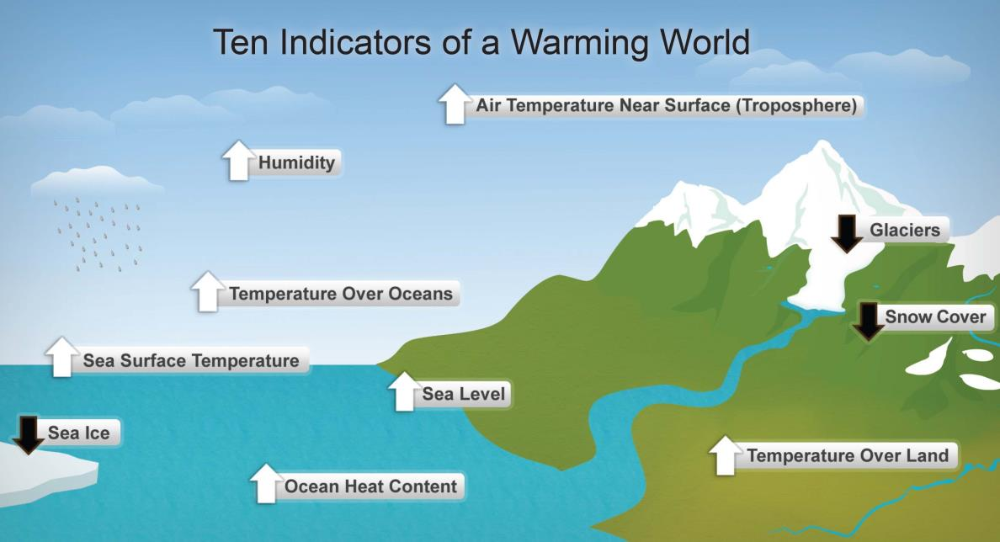 Ten Indicators of a Warming World
Air Temperature Near Surface (Troposphere)
Humidity
Glaciers
Temperature Over Oceans
Snow Cover
Sea Surface Temperature
Sea Level
Sea Ice
Temperature Over Land
Ocean Heat Content